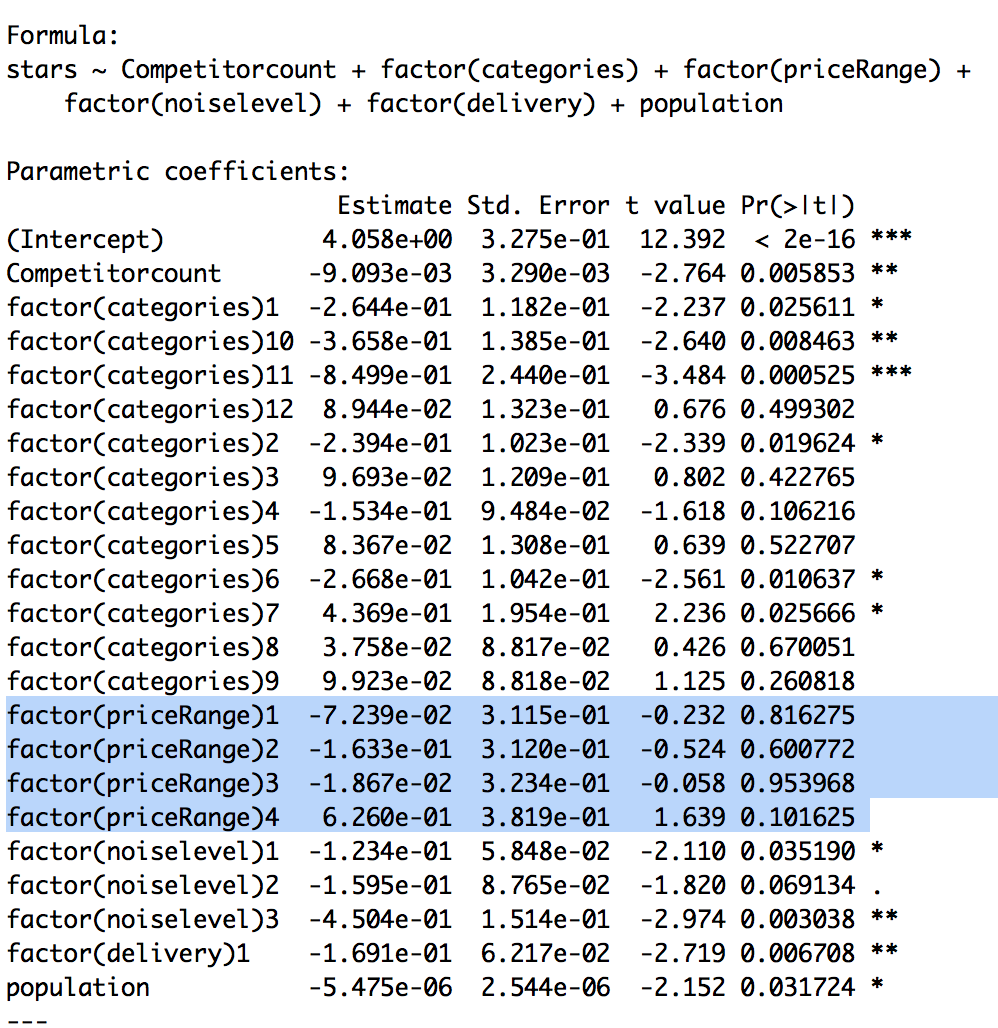 Formula:
stars ~ Competitorcount + factor(categories) + factor(priceRange) +
    factor(noiselevel) + factor(delivery) + population
Parametric coefficients:
                         Estimate Std. Error t value Pr(>|t|)
(Intercept)             4.058e+00  3.275e-01  12.392  < 2e-16 ***
Competitorcount        -9.093e-03  3.290e-03  -2.764 0.005853 **
factor(categories)1    -2.644e-01  1.182e-01  -2.237 0.025611 *
factor(categories)10 -3.658e-01  1.385e-01  -2.640 0.008463 **
factor(categories)11 -8.499e-01  2.440e-01  -3.484 0.000525 ***
factor(categories)12  8.944e-02  1.323e-01   0.676 0.499302
factor(categories)2  -2.394e-01  1.023e-01  -2.339 0.019624 *
factor(categories)3   9.693e-02  1.209e-01   0.802 0.422765
factor(categories)4  -1.534e-01  9.484e-02  -1.618 0.106216
factor(categories)5   8.367e-02  1.308e-01   0.639 0.522707
factor(categories)6  -2.668e-01  1.042e-01  -2.561 0.010637 *
factor(categories)7   4.369e-01  1.954e-01   2.236 0.025666 *
factor(categories)8   3.758e-02  8.817e-02   0.426 0.670051
factor(categories)9   9.923e-02  8.818e-02   1.125 0.260818
factor(priceRange)1  -7.239e-02  3.115e-01  -0.232 0.816275
factor(priceRange)2  -1.633e-01  3.120e-01  -0.524 0.600772
factor(priceRange)3  -1.867e-02  3.234e-01  -0.058 0.953968
factor(priceRange)4   6.260e-01  3.819e-01   1.639 0.101625
factor(noiselevel)1  -1.234e-01  5.848e-02  -2.110 0.035190 *
factor(noiselevel)2  -1.595e-01  8.765e-02  -1.820 0.069134 .
factor(noiselevel)3  -4.504e-01  1.514e-01  -2.974 0.003038 **
factor(delivery)1    -1.691e-01  6.217e-02  -2.719 0.006708 **
population           -5.475e-06  2.544e-06  -2.152 0.031724 *
---